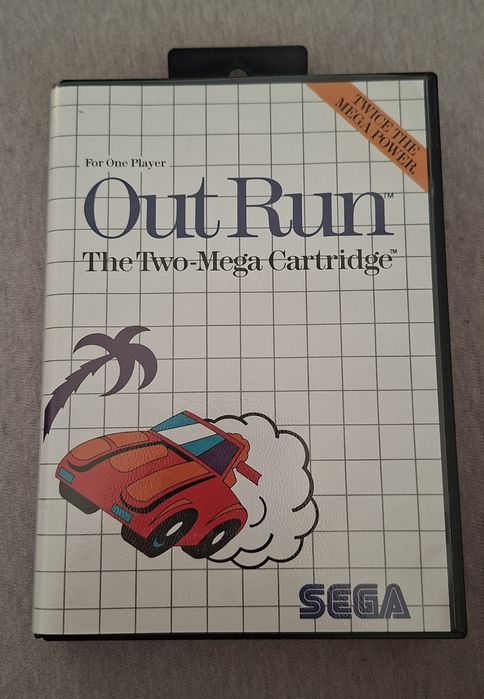 TWICE THE
MEGA POWER.
For One Player
Out Run™
The Two-Mega Cartridge™
SEGA